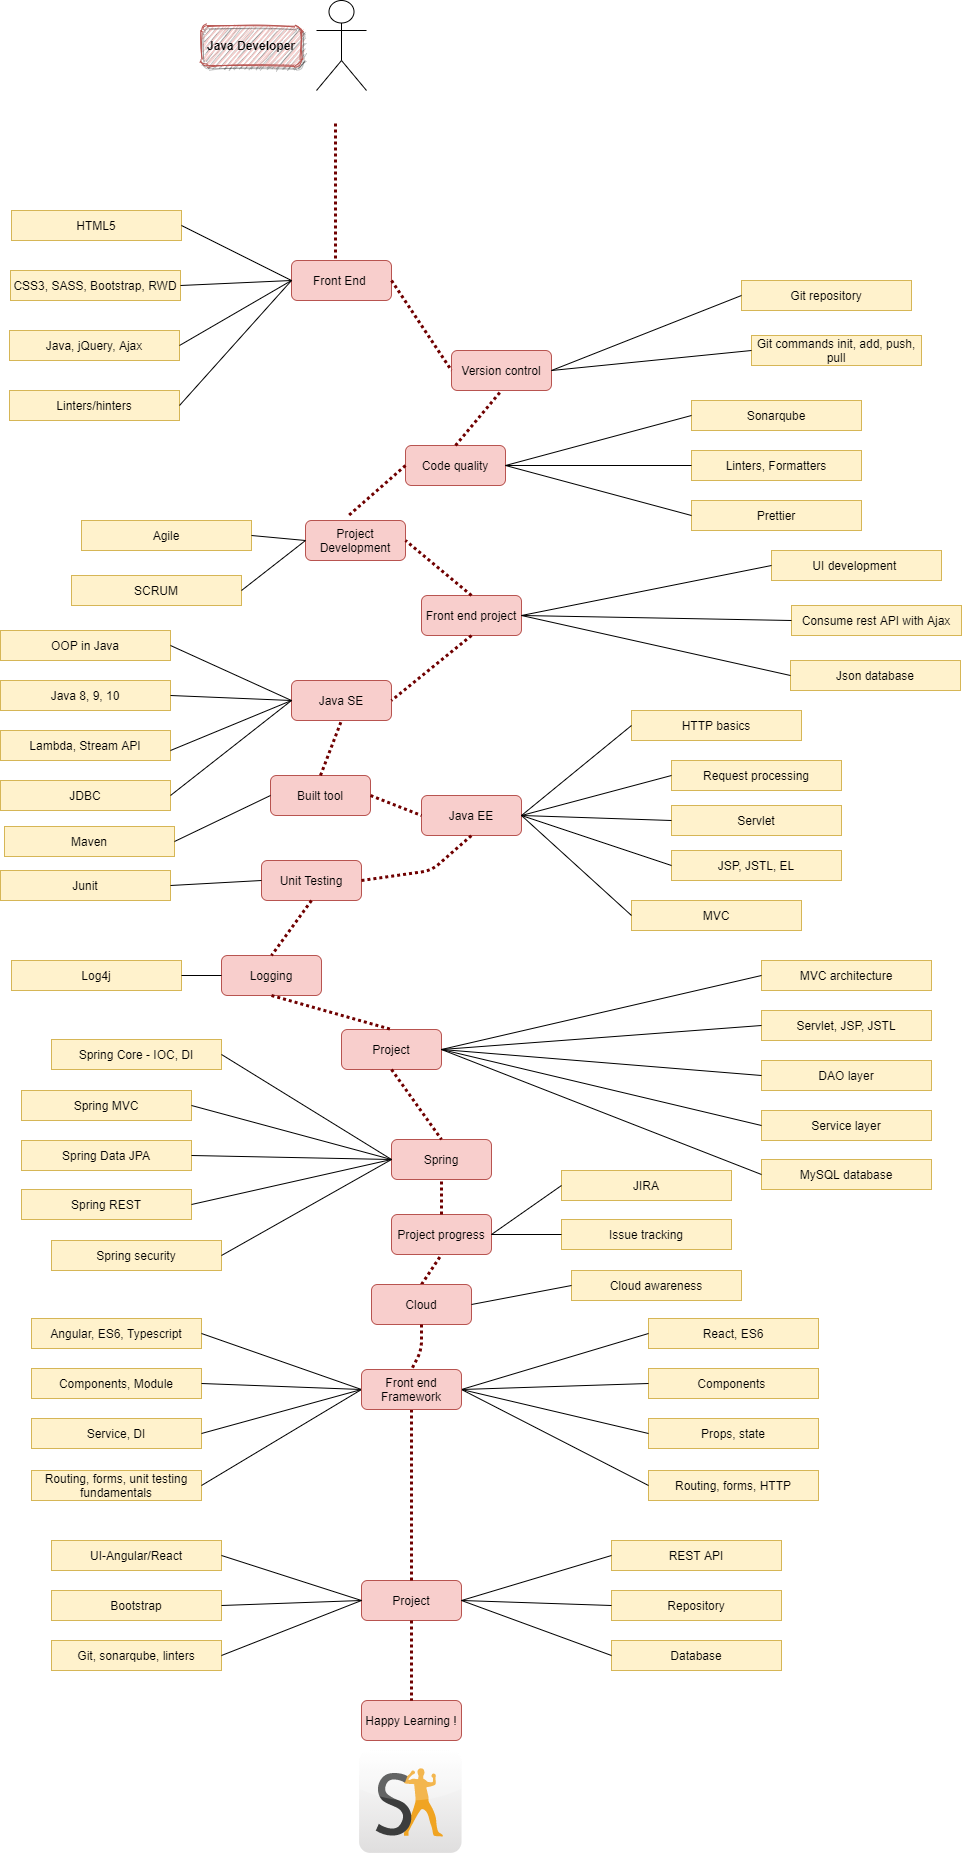 Java Developer
HTML5
Front End
CSS3, SASS, Bootstrap, RWD
Git repository
Java, jQuery, Ajax
Git commands init, add, push,
pull
Version control
Linters/hinters
Sonarqube
Code quality
Linters, Formatters
Prettier
Agile
Project
Development
UI development
SCRUM
Front end project
Consume rest API with Ajax
OOP in Java
Json database
Java 8, 9, 10
Java SE
HTTP basics
Lambda, Stream API
Request processing
JDBC
Built tool
Java EE
Servlet
Maven
JSP, JSTL, EL
Junit
Unit Testing
MVC
Log4j
Logging
MVC architecture
Servlet, JSP, JSTL
Project
Spring Core - IOC, DI
DAO layer
Spring MVC
Service layer
Spring Data JPA
Spring
MySQL database
JIRA
Spring REST
Project progress
Issue tracking
Spring security
Cloud awareness
Cloud
Angular, ES6, Typescript
React, ES6
Components, Module
Front end
Framework
Components
Service, DI
Props, state
Routing, forms, unit testing
fundamentals
Routing, forms, HTTP
UI-Angular/React
REST API
Bootstrap
Project
Repository
Git, sonarqube, linters
Database
Happy Learning !
S